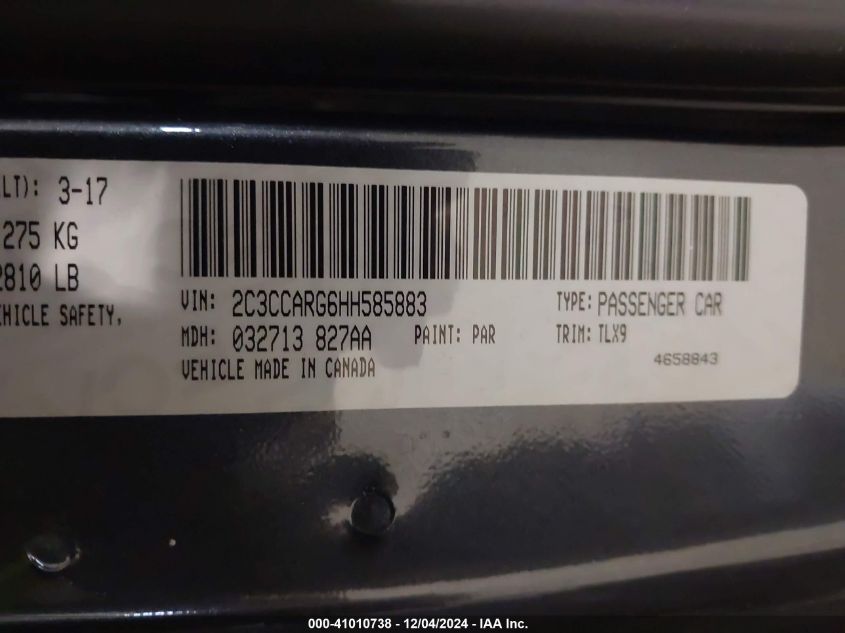 LT): 3-17
275 KG
2810 LB
EHICLE SAFETY,
VIN: 2C3CCARG6HH585883 TYPE: PASSENGER CAR
MDH: 032713 827AA PAINT: PAR TRIM: TLX9
VEHICLE MADE IN CANADA 4658843
000-41010738 - 12/04/2024 - IAA Inc.